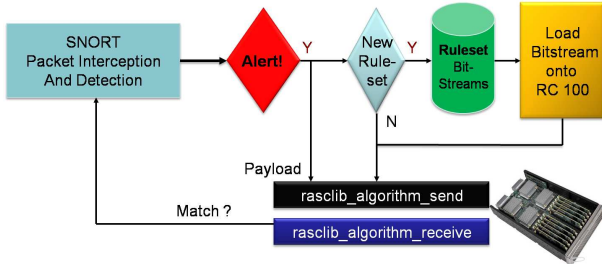 SNORT
Packet Interception
And Detection
Alert!
Y
New
Rule-
set
Y
Ruleset
Bit-
Streams
Load
Bitstream
onto
RC 100
N
Payload
rasclib_algorithm_send
Match ?
rasclib_algorithm_receive